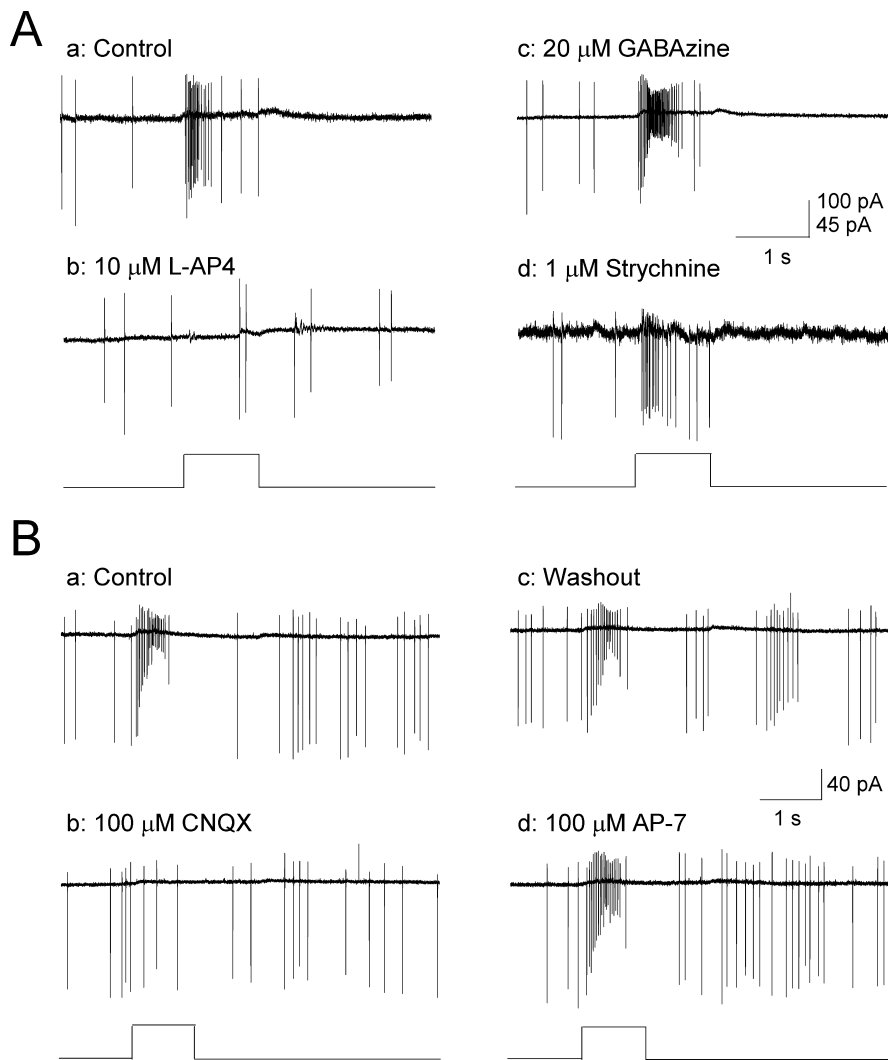 A
a: Control
c: 20 μM GABAzine
100 pA
45 pA
1 s
b: 10 μM L-AP4
d: 1 μM Strychnine
B
a: Control
c: Washout
40 pA
1 s
b: 100 μM CNQX
d: 100 μM AP-7